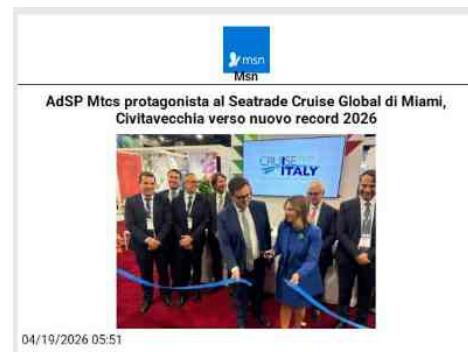 msn
Msn
AdSP Mtcs protagonista al Seatrade Cruise Global di Miami,
Civitavecchia verso nuovo record 2026
CRUISE
ITALY
04/19/2026 05:51